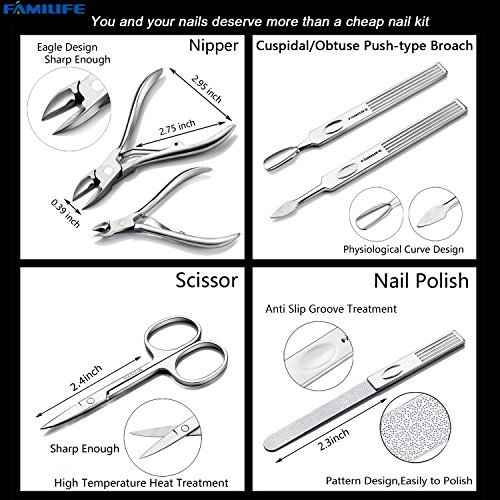 FAMILIFE
You and your nails deserve more than a cheap nail kit
Eagle Design
Sharp Enough
Nipper
2.95 inch
2.75 inch
0.39 inch
Cuspidal/Obtuse Push-type Broach
FAMILIFE
Physiological Curve Design
Scissor
2.4inch
Sharp Enough
High Temperature Heat Treatment
Nail Polish
Anti Slip Groove Treatment
2.3inch
Pattern Design,Easily to Polish